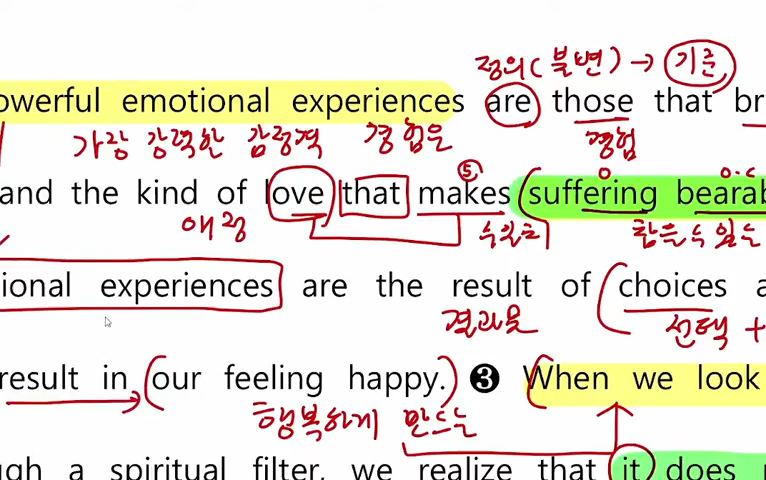 정의(불변) → 기준
owerful emotional experiences are those that br
가장 강력한 감정적 경험은 경험
⑤ o o.c
and the kind of love that makes suffering bearab
애정 수일치 참을 수 있는
ional experiences are the result of choices a
결과물 선택 +
result in (our feeling happy.) ❸ When we look
행복하게 만드는
ugh a spiritual filter, we realize that it does